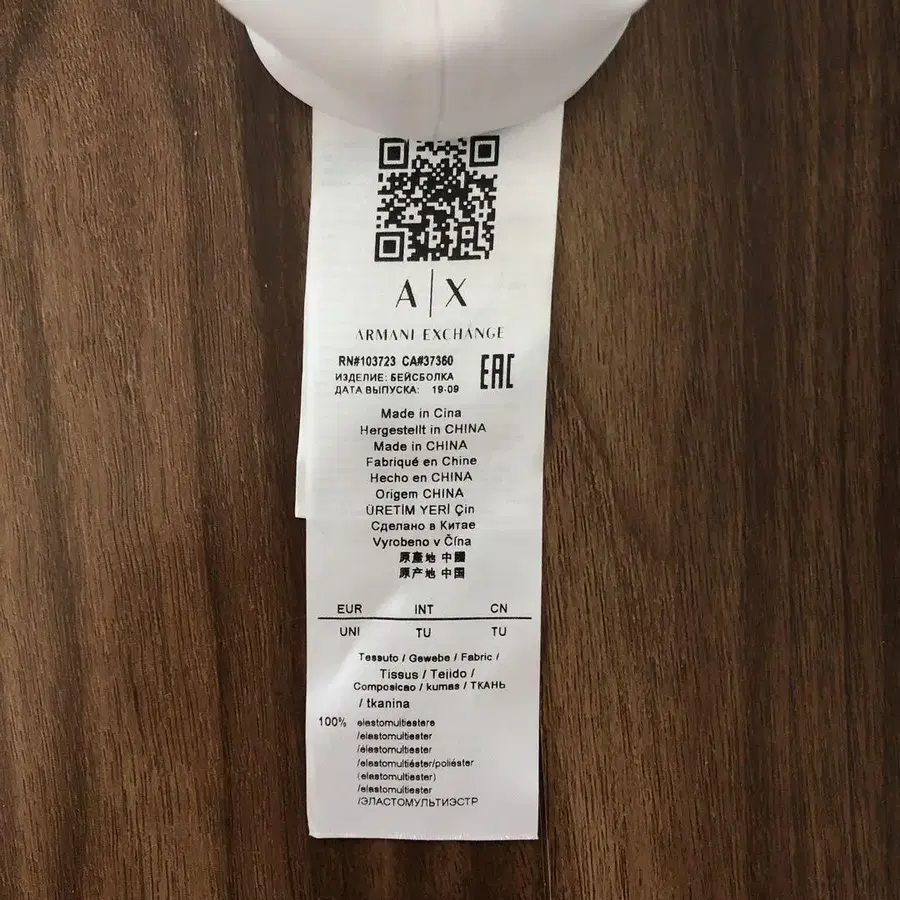 A|X
ARMANI EXCHANGE
RN#103723 CA#37360
ИЗДЕЛИЕ: БЕЙСБОЛКА
ДАТА ВЫПУСКА: 19-09
EAC
Made in Cina
Hergestellt in CHINA
Made in CHINA
Fabriqué en Chine
Hecho en CHINA
Origem CHINA
ÜRETİM YERİ Çin
Сделано в Китае
Vyrobeno v Čína
原產地 中國
原产地 中国
EUR INT CN
UNI TU TU
Tessuto / Gewebe / Fabric /
Tissus / Tejido /
Composicao / kumas / ТКАНЬ
/ tkanina
100% elastomultiestere
/elastomultiester
/élastomultiester
/elastomultiéster/poliéster
(elastomultiester)
/elastomultiester
/ЭЛАСТОМУЛЬТИЭСТР